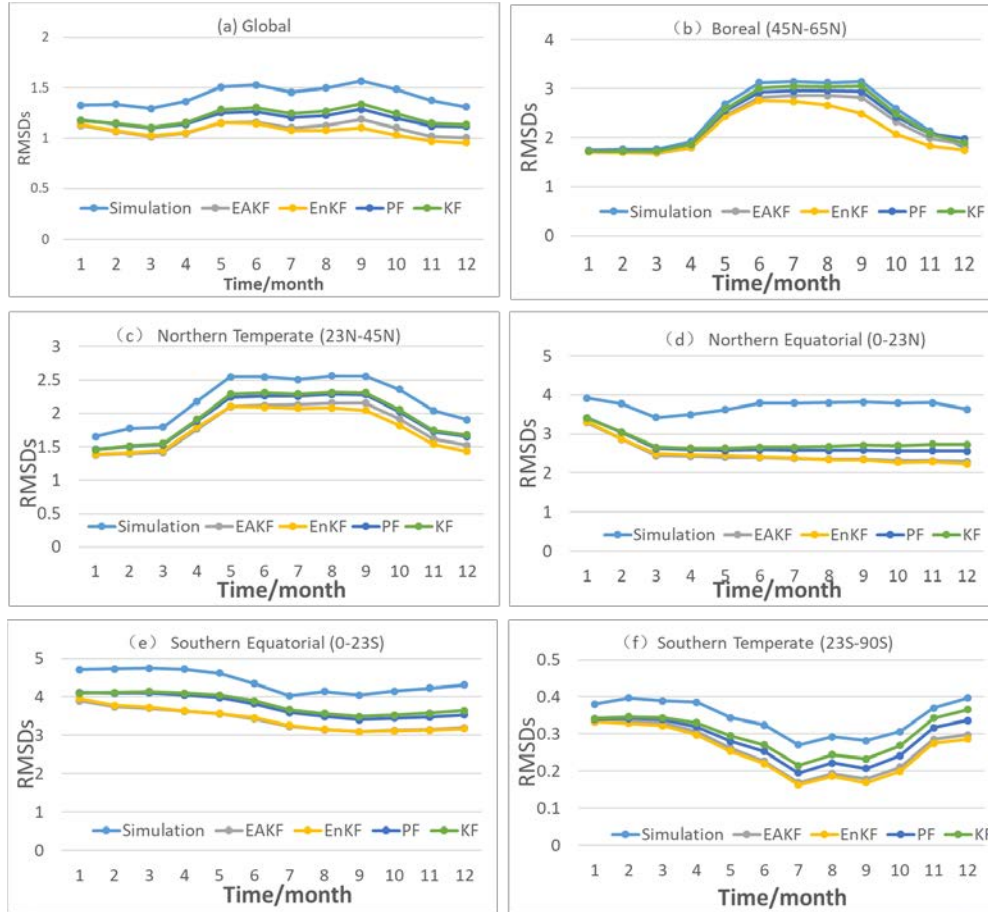 (a) Global
2
1.5
1
0.5
0
RMSDs
Simulation EAKF EnKF PF KF
1 2 3 4 5 6 7 8 9 10 11 12
Time/month
（b） Boreal (45N-65N)
4
3
2
1
0
RMSDs
Simulation EAKF EnKF PF KF
1 2 3 4 5 6 7 8 9 10 11 12
Time/month
（c） Northern Temperate (23N-45N)
3
2.5
2
1.5
1
0.5
0
RMSDs
Simulation EAKF EnKF PF KF
1 2 3 4 5 6 7 8 9 10 11 12
Time/month
（d） Northern Equatorial (0-23N)
5
4
3
2
1
0
RMSDs
Simulation EAKF EnKF PF KF
1 2 3 4 5 6 7 8 9 10 11 12
Time/month
（e） Southern Equatorial (0-23S)
5
4
3
2
1
0
RMSDs
Simulation EAKF EnKF PF KF
1 2 3 4 5 6 7 8 9 10 11 12
Time/month
（f） Southern Temperate (23S-90S)
0.5
0.4
0.3
0.2
0.1
0
RMSDs
Simulation EAKF EnKF PF KF
1 2 3 4 5 6 7 8 9 10 11 12
Time/month